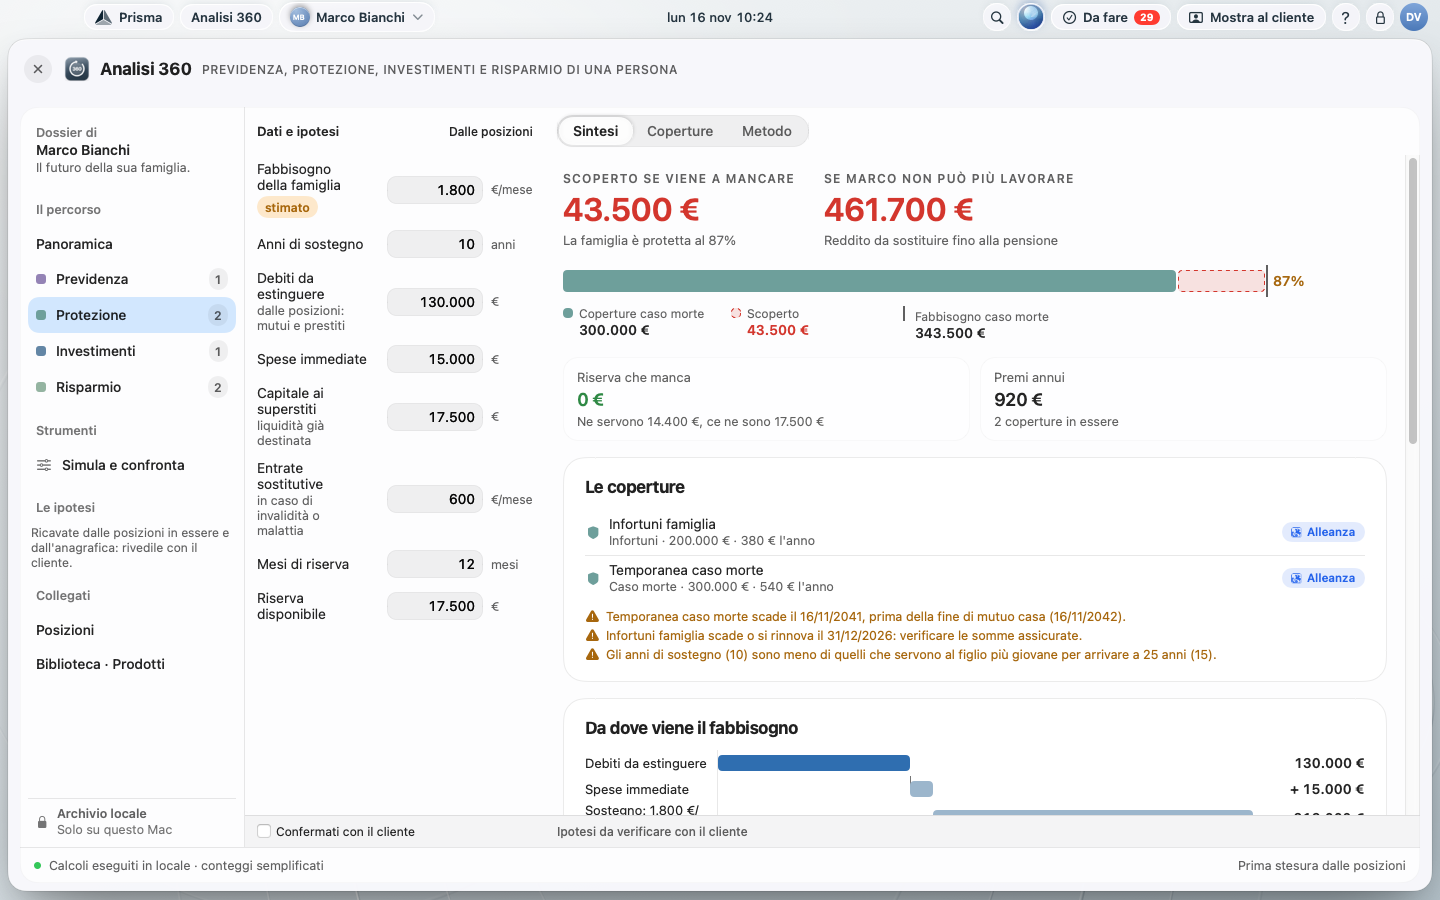 Prisma
Analisi 360
MB Marco Bianchi
lun 16 nov 10:24
Da fare 29
Mostra al cliente
?
DV
360
Analisi 360 PREVIDENZA, PROTEZIONE, INVESTIMENTI E RISPARMIO DI UNA PERSONA
Dossier di
Marco Bianchi
Il futuro della sua famiglia.
Il percorso
Panoramica
Previdenza 1
Protezione 2
Investimenti 1
Risparmio 2
Strumenti
Simula e confronta
Le ipotesi
Ricavate dalle posizioni in essere e
dall'anagrafica: rivedile con il
cliente.
Collegati
Posizioni
Biblioteca · Prodotti
Archivio locale
Solo su questo Mac
Dati e ipotesi Dalle posizioni
Fabbisogno
della famiglia
stimato
1.800 €/mese
Anni di sostegno 10 anni
Debiti da
estinguere
dalle posizioni:
mutui e prestiti
130.000 €
Spese immediate 15.000 €
Capitale ai
superstiti
liquidità già
destinata
17.500 €
Entrate
sostitutive
in caso di
invalidità o
malattia
600 €/mese
Mesi di riserva 12 mesi
Riserva
disponibile
17.500 €
Sintesi Coperture Metodo
SCOPERTO SE VIENE A MANCARE
43.500 €
La famiglia è protetta al 87%
SE MARCO NON PUÒ PIÙ LAVORARE
461.700 €
Reddito da sostituire fino alla pensione
87%
Coperture caso morte
300.000 €
Scoperto
43.500 €
Fabbisogno caso morte
343.500 €
Riserva che manca
0 €
Ne servono 14.400 €, ce ne sono 17.500 €
Premi annui
920 €
2 coperture in essere
Le coperture
Infortuni famiglia
Infortuni · 200.000 € · 380 € l'anno
Alleanza
Temporanea caso morte
Caso morte · 300.000 € · 540 € l'anno
Alleanza
Temporanea caso morte scade il 16/11/2041, prima della fine di mutuo casa (16/11/2042).
Infortuni famiglia scade o si rinnova il 31/12/2026: verificare le somme assicurate.
Gli anni di sostegno (10) sono meno di quelli che servono al figlio più giovane per arrivare a 25 anni (15).
Da dove viene il fabbisogno
Debiti da estinguere 130.000 €
Spese immediate + 15.000 €
Sostegno: 1.800 €/
Confermati con il cliente
Ipotesi da verificare con il cliente
Calcoli eseguiti in locale · conteggi semplificati
Prima stesura dalle posizioni